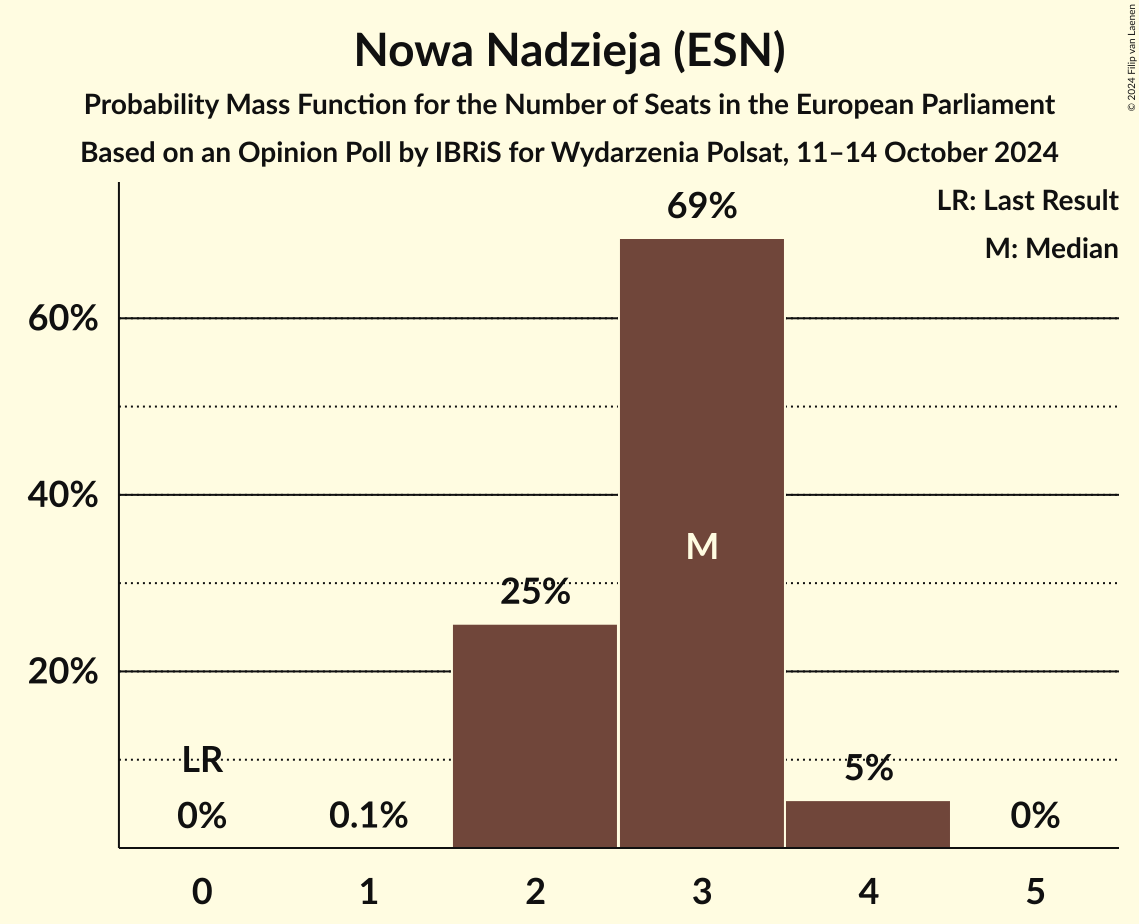 Nowa Nadzieja (ESN)
Probability Mass Function for the Number of Seats in the European Parliament
Based on an Opinion Poll by IBRiS for Wydarzenia Polsat, 11–14 October 2024
© 2024 Filip van Laenen
LR: Last Result
M: Median
69%
60%
40%
M
25%
20%
LR
5%
0%
0.1%
0%
0 1 2 3 4 5